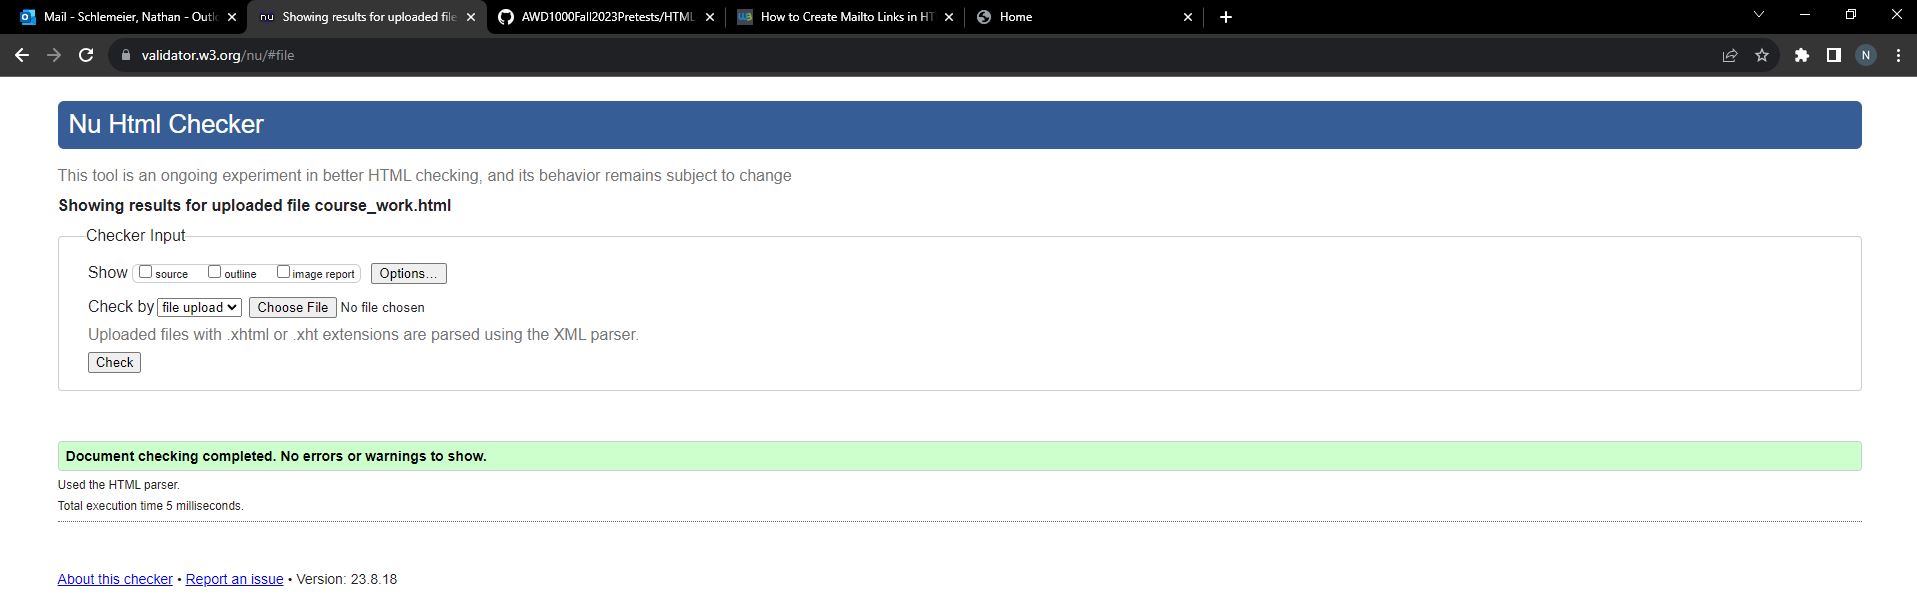 Mail - Schlemeier, Nathan - Outl
nu Showing results for uploaded file
AWD1000Fall2023Pretests/HTML
How to Create Mailto Links in HT
Home
validator.w3.org/nu/#file
N
Nu Html Checker
This tool is an ongoing experiment in better HTML checking, and its behavior remains subject to change
Showing results for uploaded file course_work.html
Checker Input
Show source outline image report Options...
Check by file upload Choose File No file chosen
Uploaded files with .xhtml or .xht extensions are parsed using the XML parser.
Check
Document checking completed. No errors or warnings to show.
Used the HTML parser.
Total execution time 5 milliseconds.
About this checker • Report an issue • Version: 23.8.18